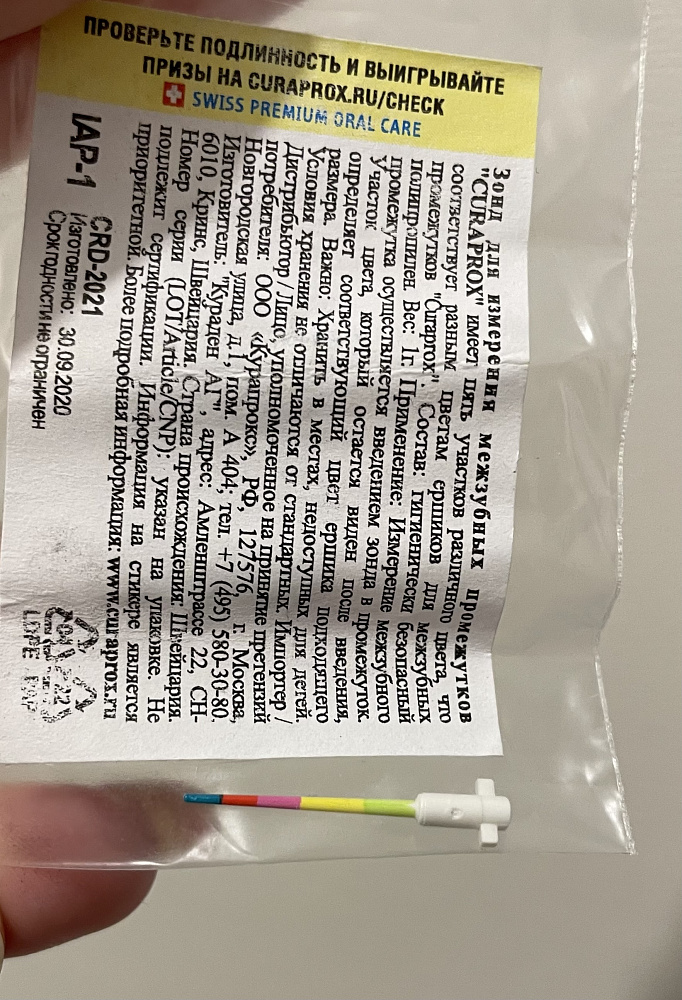 ПРОВЕРЬТЕ ПОДЛИННОСТЬ И ВЫИГРЫВАЙТЕ
ПРИЗЫ НА CURAPROX.RU/CHECK
SWISS PREMIUM ORAL CARE
Зонд для измерения межзубных промежутков
"CURAPROX" имеет пять участков различного цвета, что
соответствует разным цветам ершиков для межзубных
промежутков "Curaprox". Состав: гигиенически безопасный
полипропилен. Вес: 1г. Применение: Измерение межзубного
промежутка осуществляется введением зонда в промежуток.
Участок цвета, который остается виден после введения,
определяет соответствующий цвет ершика подходящего
размера. Важно: Хранить в местах, недоступных для детей.
Условия хранения не отличаются от стандартных. Импортер /
Дистрибьютор / Лицо, уполномоченное на принятие претензий
потребителя: ООО «Курапрокс», РФ, 127576, г. Москва,
Новгородская улица, д.1, пом. А 404; тел. +7 (495) 580-30-80.
Изготовитель: "Кураден АГ", адрес: Амленштрассе 22, CH-
6010, Кринс, Швейцария. Страна происхождения: Швейцария.
Номер серии (LOT/Article/CNP): указан на упаковке. Не
подлежит сертификации. Информация на стикере является
приоритетной. Более подробная информация: www.curaprox.ru
IAP-1
CRD-2021
Изготовлено: 30.09.2020
Срок годности не ограничен
LDPE PAP